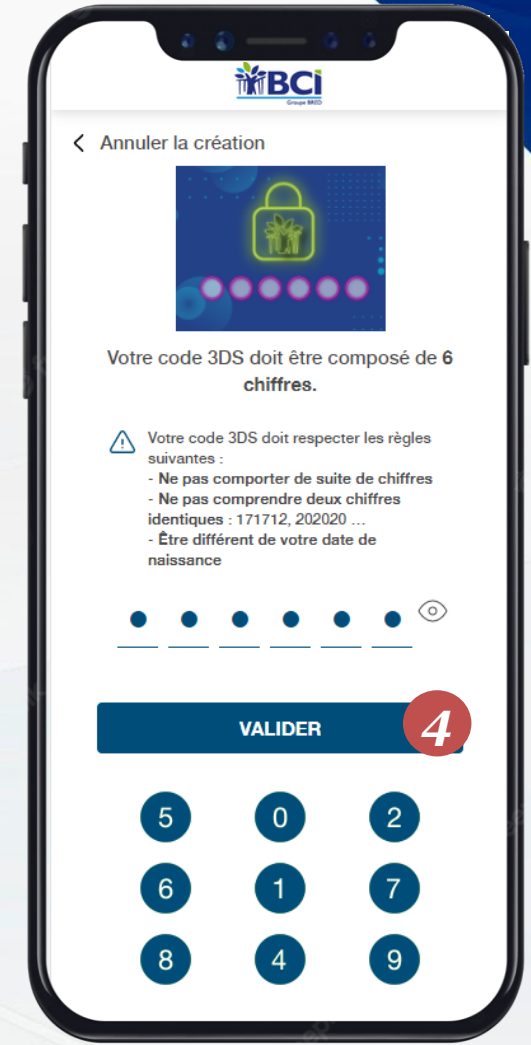 BCI
Groupe BRED
Annuler la création
Votre code 3DS doit être composé de 6
chiffres.
Votre code 3DS doit respecter les règles
suivantes :
- Ne pas comporter de suite de chiffres
- Ne pas comprendre deux chiffres
identiques : 171712, 202020 ...
- Être différent de votre date de
naissance
VALIDER
4
5 0 2
6 1 7
8 4 9